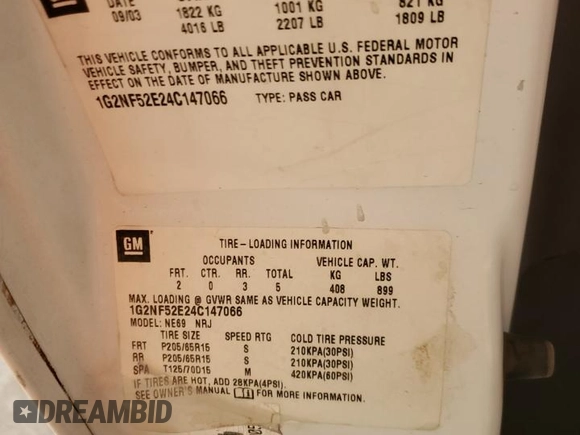 DATE
09/03 1822 KG 1001 KG 821 KG
4016 LB 2207 LB 1809 LB
THIS VEHICLE CONFORMS TO ALL APPLICABLE U.S. FEDERAL MOTOR
VEHICLE SAFETY, BUMPER, AND THEFT PREVENTION STANDARDS IN
EFFECT ON THE DATE OF MANUFACTURE SHOWN ABOVE.
1G2NF52E24C147066 TYPE: PASS CAR
GM TIRE-LOADING INFORMATION
OCCUPANTS VEHICLE CAP. WT.
FRT. CTR. RR. TOTAL KG LBS
2 0 3 5 408 899
MAX. LOADING @ GVWR SAME AS VEHICLE CAPACITY WEIGHT.
1G2NF52E24C147066
MODEL: NE69 NRJ
TIRE SIZE SPEED RTG COLD TIRE PRESSURE
FRT P205/65R15 S 210KPA(30PSI)
RR P205/65R15 S 210KPA(30PSI)
SPA T125/70D15 M 420KPA(60PSI)
IF TIRES ARE HOT, ADD 28KPA(4PSI).
SEE OWNER'S MANUAL FOR MORE INFORMATION.
DREAMBID